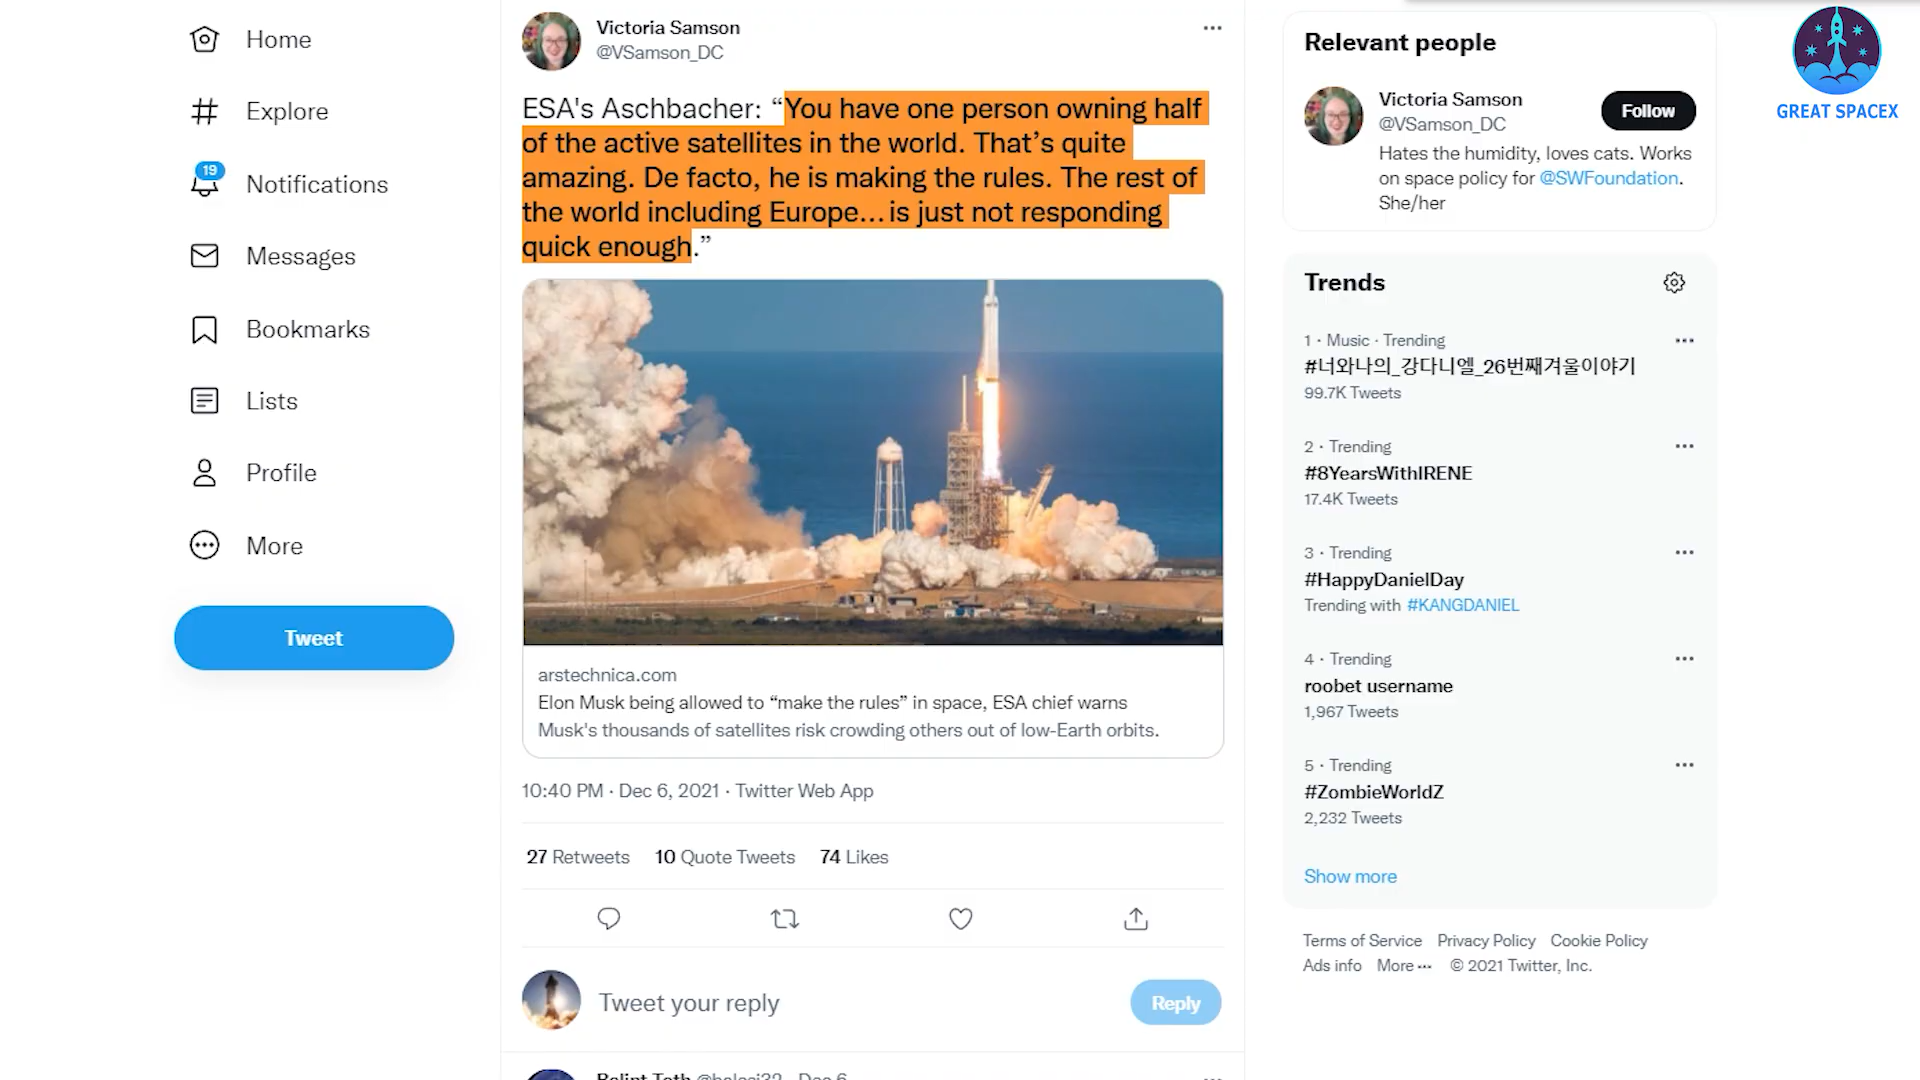 Home
Explore
19
Notifications
Messages
Bookmarks
Lists
Profile
More
Tweet
Victoria Samson
@VSamson_DC
ESA's Aschbacher: “You have one person owning half
of the active satellites in the world. That’s quite
amazing. De facto, he is making the rules. The rest of
the world including Europe...is just not responding
quick enough.”
arstechnica.com
Elon Musk being allowed to “make the rules” in space, ESA chief warns
Musk's thousands of satellites risk crowding others out of low-Earth orbits.
10:40 PM · Dec 6, 2021 · Twitter Web App
27 Retweets 10 Quote Tweets 74 Likes
Tweet your reply
Reply
Balint Toth @balasi32 · Dec 6
Relevant people
Victoria Samson
@VSamson_DC
Follow
Hates the humidity, loves cats. Works
on space policy for @SWFoundation.
She/her
Trends
1 · Music · Trending
#너와나의_강다니엘_26번째겨울이야기
99.7K Tweets
2 · Trending
#8YearsWithIRENE
17.4K Tweets
3 · Trending
#HappyDanielDay
Trending with #KANGDANIEL
4 · Trending
roobet username
1,967 Tweets
5 · Trending
#ZombieWorldZ
2,232 Tweets
Show more
Terms of Service Privacy Policy Cookie Policy
Ads info More ··· © 2021 Twitter, Inc.
GREAT SPACEX